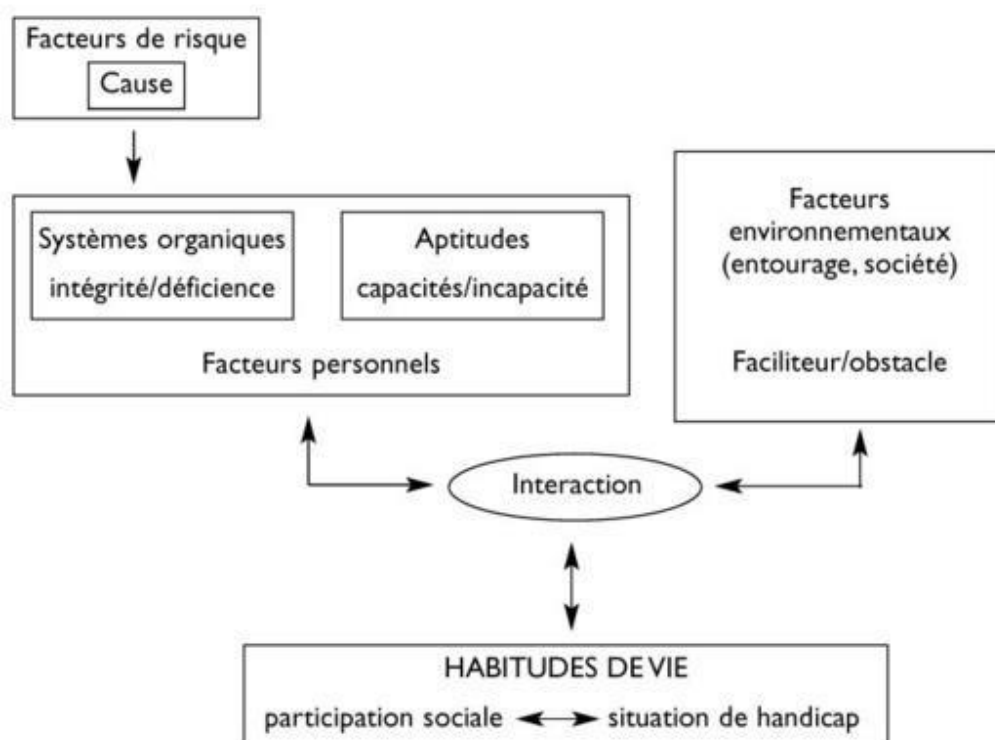 Facteurs de risque
Cause
Systèmes organiques
intégrité/déficience
Aptitudes
capacités/incapacité
Facteurs personnels
Facteurs
environnementaux
(entourage, société)
Faciliteur/obstacle
Interaction
HABITUDES DE VIE
participation sociale situation de handicap